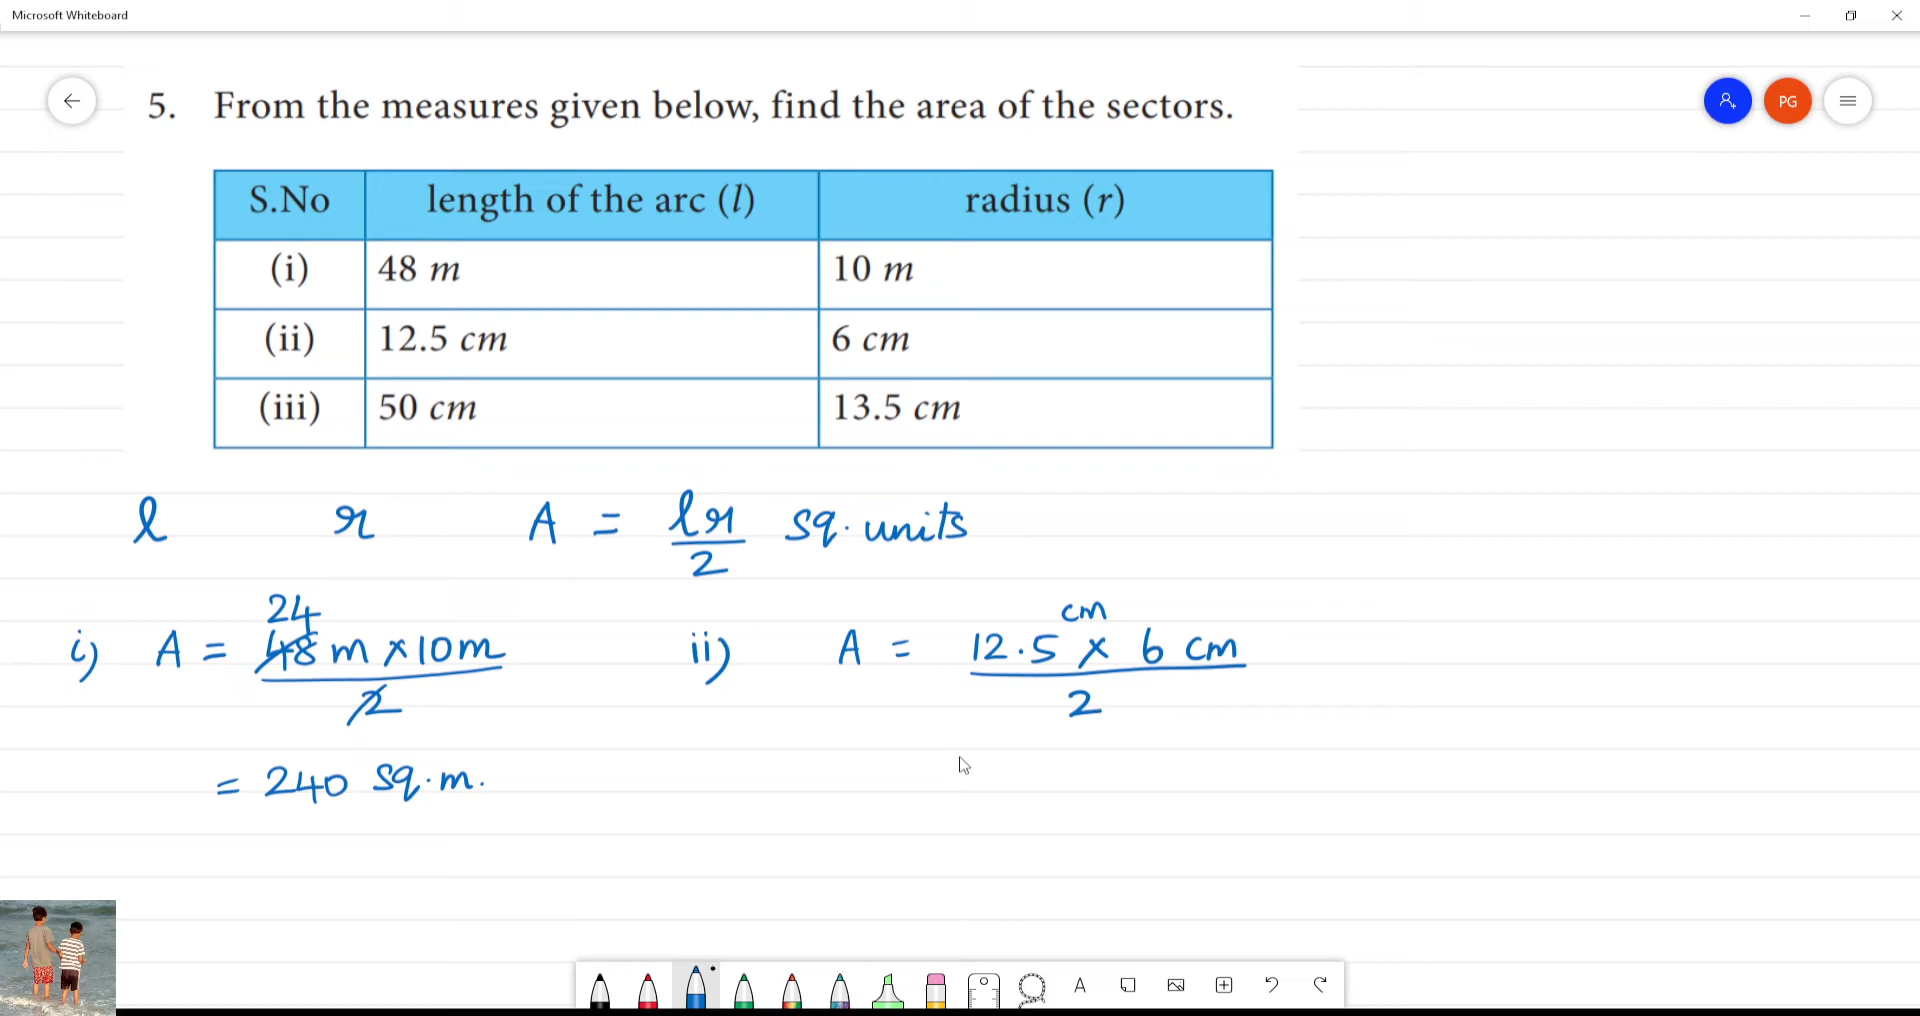 Microsoft Whiteboard
5. From the measures given below, find the area of the sectors.
PG
S.No length of the arc (l) radius (r)
(i) 48 m 10 m
(ii) 12.5 cm 6 cm
(iii) 50 cm 13.5 cm
l r A = lr/2 sq. units
i) A = 24 48 m × 10 m / 2 ii) A = 12.5 cm × 6 cm / 2
= 240 sq. m.
A